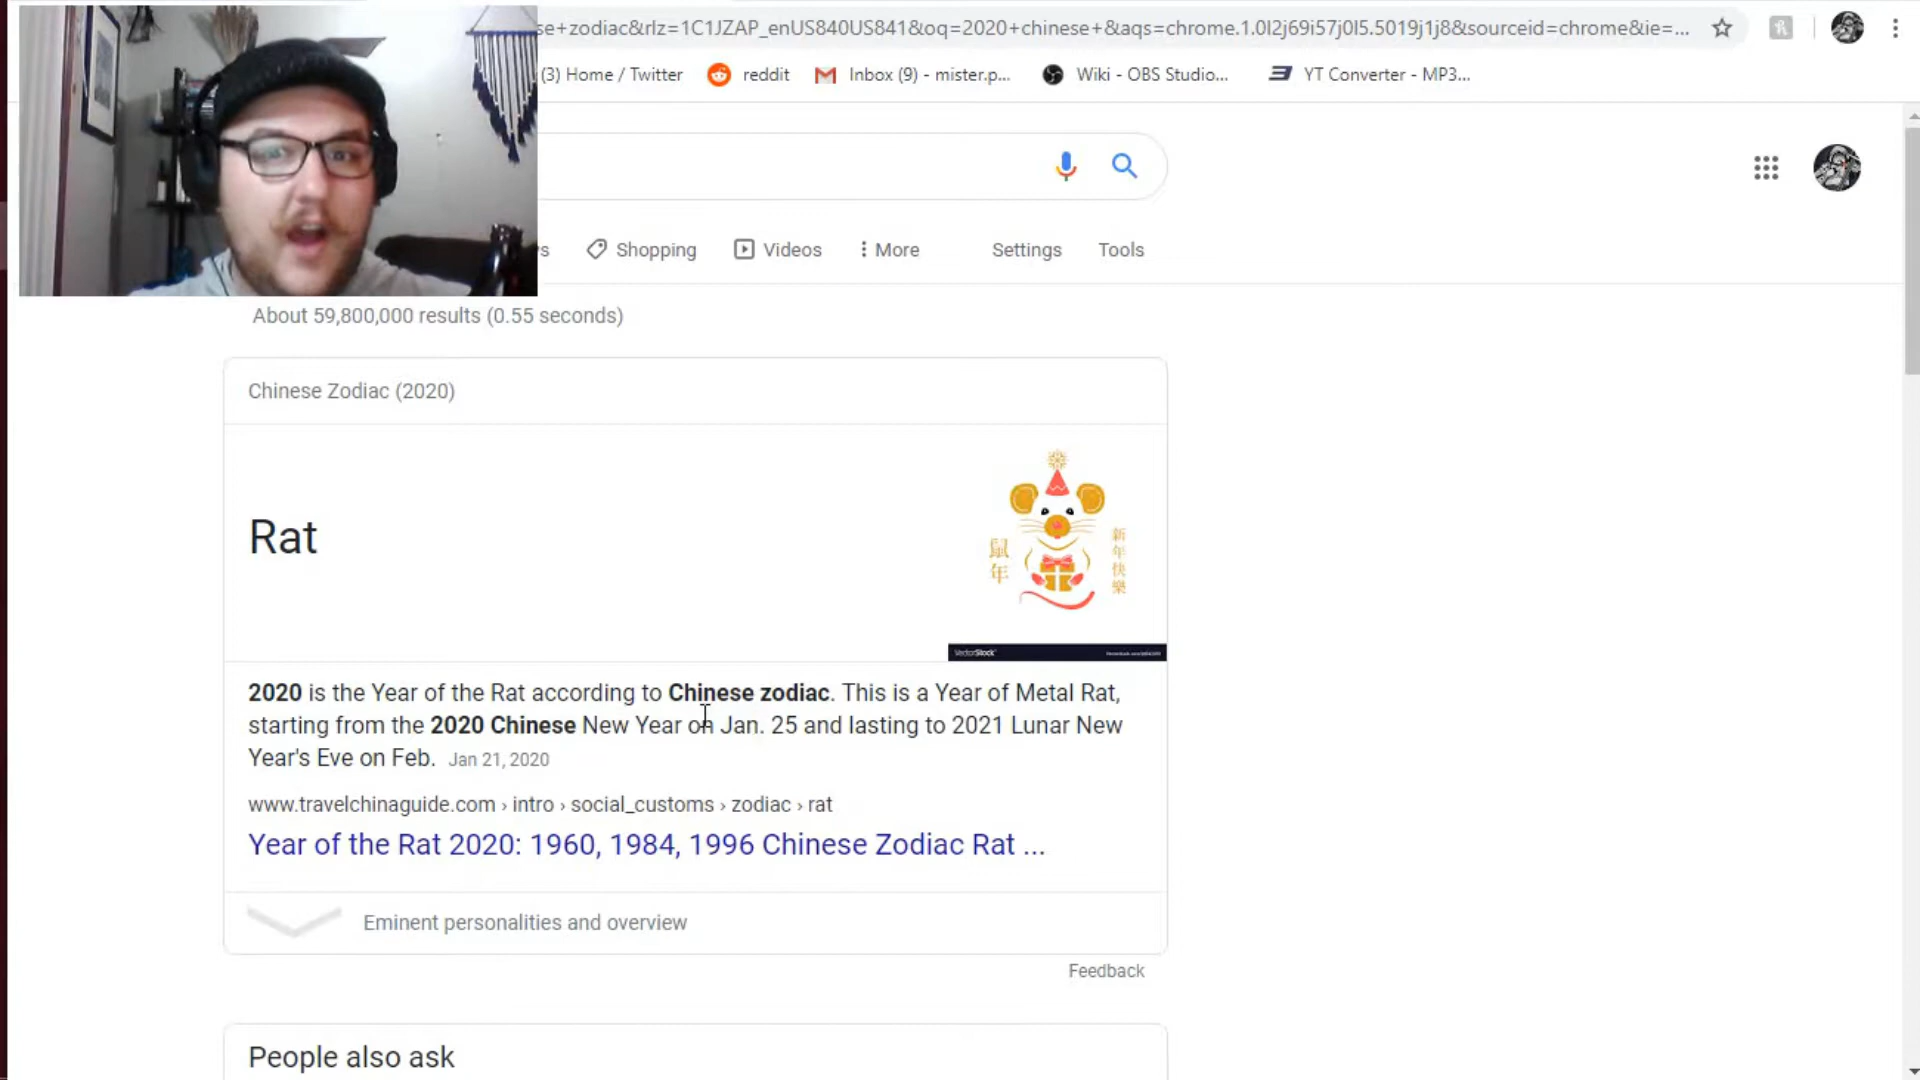 se+zodiac&rlz=1C1JZAP_enUS840US841&oq=2020+chinese+&aqs=chrome.1.0l2j69i57j0l5.5019j1j8&sourceid=chrome&ie=...
(3) Home / Twitter
reddit
Inbox (9) - mister.p...
Wiki - OBS Studio...
YT Converter - MP3...
Shopping
Videos
More
Settings
Tools
About 59,800,000 results (0.55 seconds)
Chinese Zodiac (2020)
Rat
鼠年
新年快樂
VectorStock
2020 is the Year of the Rat according to Chinese zodiac. This is a Year of Metal Rat,
starting from the 2020 Chinese New Year on Jan. 25 and lasting to 2021 Lunar New
Year's Eve on Feb. Jan 21, 2020
www.travelchinaguide.com › intro › social_customs › zodiac › rat
Year of the Rat 2020: 1960, 1984, 1996 Chinese Zodiac Rat ...
Eminent personalities and overview
Feedback
People also ask